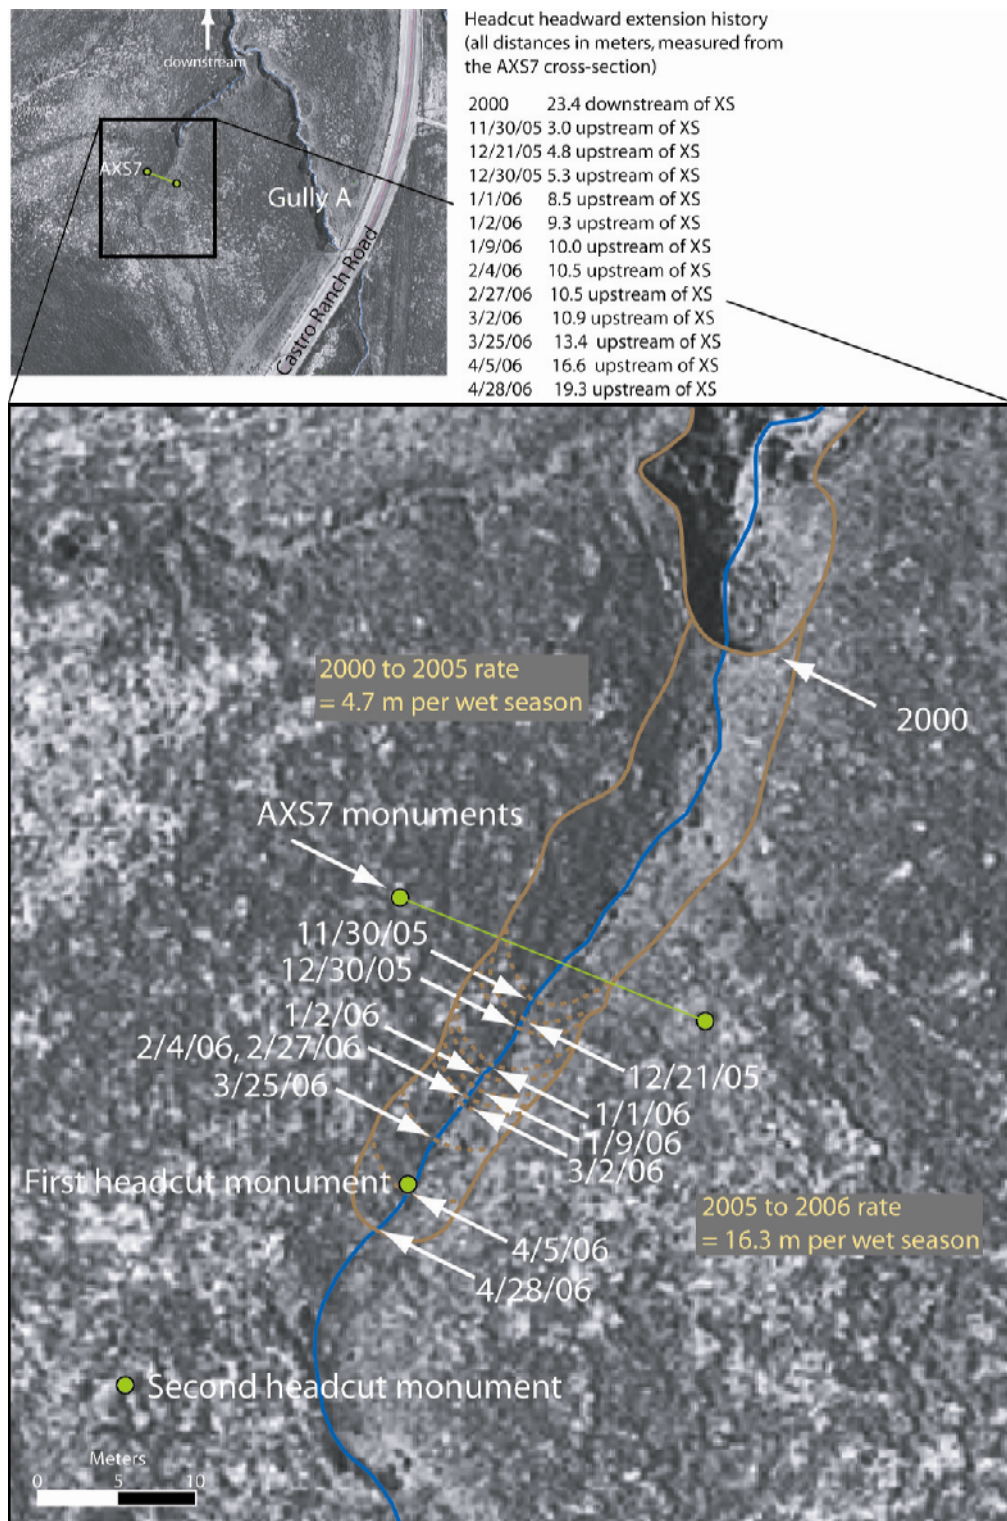 downstream
AXS7
Gully A
Castro Ranch Road
Headcut headward extension history
(all distances in meters, measured from
the AXS7 cross-section)
2000 23.4 downstream of XS
11/30/05 3.0 upstream of XS
12/21/05 4.8 upstream of XS
12/30/05 5.3 upstream of XS
1/1/06 8.5 upstream of XS
1/2/06 9.3 upstream of XS
1/9/06 10.0 upstream of XS
2/4/06 10.5 upstream of XS
2/27/06 10.5 upstream of XS
3/2/06 10.9 upstream of XS
3/25/06 13.4 upstream of XS
4/5/06 16.6 upstream of XS
4/28/06 19.3 upstream of XS
2000 to 2005 rate
= 4.7 m per wet season
2000
AXS7 monuments
11/30/05
12/30/05
1/2/06
2/4/06, 2/27/06
3/25/06
12/21/05
1/1/06
1/9/06
3/2/06
First headcut monument
2005 to 2006 rate
= 16.3 m per wet season
4/5/06
4/28/06
Second headcut monument
Meters
0 5 10